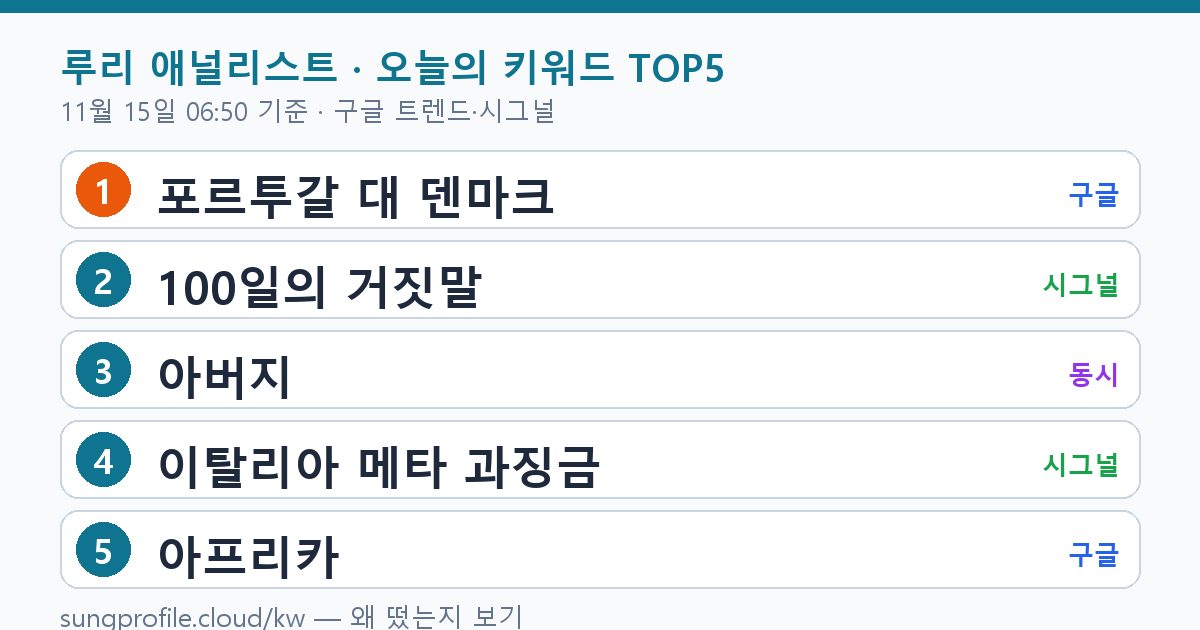 루리 애널리스트 · 오늘의 키워드 TOP5
11월 15일 06:50 기준 · 구글 트렌드·시그널
1 포르투갈 대 덴마크 구글
2 100일의 거짓말 시그널
3 아버지 동시
4 이탈리아 메타 과징금 시그널
5 아프리카 구글
sungprofile.cloud/kw — 왜 떴는지 보기